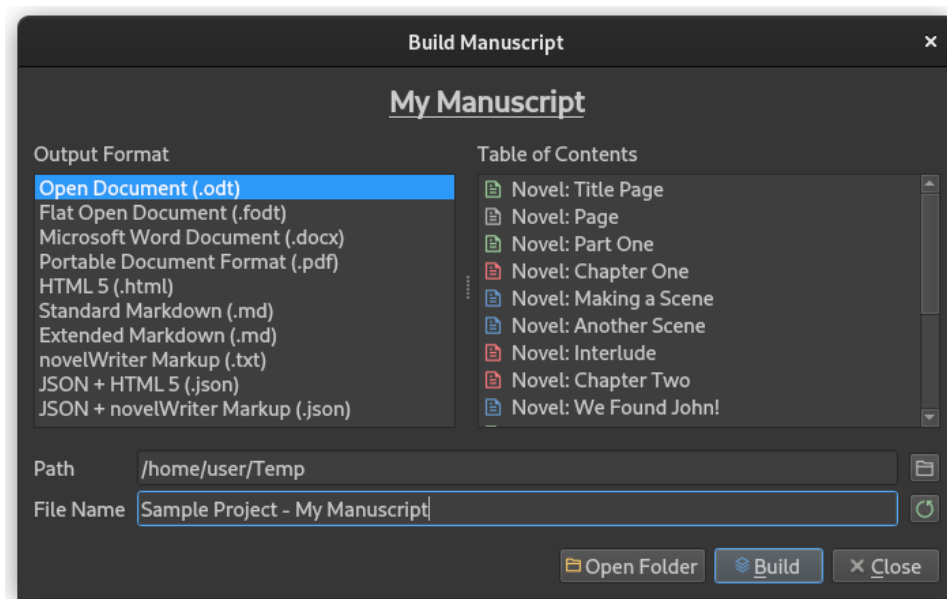 Build Manuscript
My Manuscript
Output Format
Open Document (.odt)
Flat Open Document (.fodt)
Microsoft Word Document (.docx)
Portable Document Format (.pdf)
HTML 5 (.html)
Standard Markdown (.md)
Extended Markdown (.md)
novelWriter Markup (.txt)
JSON + HTML 5 (.json)
JSON + novelWriter Markup (.json)
Table of Contents
Novel: Title Page
Novel: Page
Novel: Part One
Novel: Chapter One
Novel: Making a Scene
Novel: Another Scene
Novel: Interlude
Novel: Chapter Two
Novel: We Found John!
Path /home/user/Temp
File Name Sample Project - My Manuscript
Open Folder Build Close